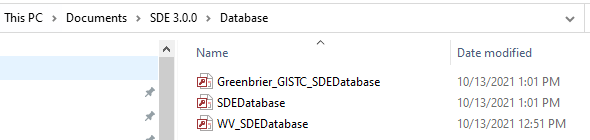 This PC > Documents > SDE 3.0.0 > Database
Name Date modified
Greenbrier_GISTC_SDEDatabase 10/13/2021 1:01 PM
SDEDatabase 10/13/2021 1:01 PM
WV_SDEDatabase 10/13/2021 12:51 PM